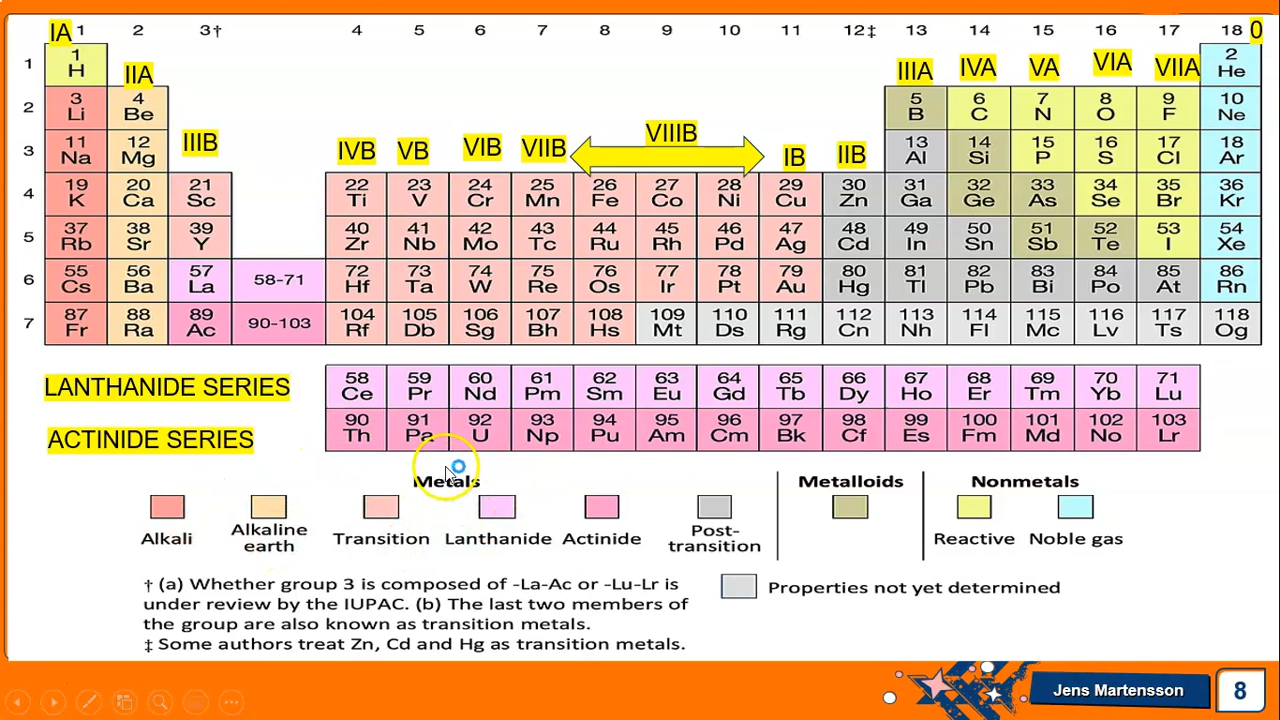 IA 1 2 3† 4 5 6 7 8 9 10 11 12‡ 13 14 15 16 17 18 0
1 1 2
H IIA IIIA IVA VA VIA VIIA He
2 3 4 5 6 7 8 9 10
Li Be B C N O F Ne
IIIB IVB VB VIB VIIB VIIIB IB IIB
3 11 12 13 14 15 16 17 18
Na Mg Al Si P S Cl Ar
4 19 20 21 22 23 24 25 26 27 28 29 30 31 32 33 34 35 36
K Ca Sc Ti V Cr Mn Fe Co Ni Cu Zn Ga Ge As Se Br Kr
5 37 38 39 40 41 42 43 44 45 46 47 48 49 50 51 52 53 54
Rb Sr Y Zr Nb Mo Tc Ru Rh Pd Ag Cd In Sn Sb Te I Xe
6 55 56 57 58-71 72 73 74 75 76 77 78 79 80 81 82 83 84 85 86
Cs Ba La Hf Ta W Re Os Ir Pt Au Hg Tl Pb Bi Po At Rn
7 87 88 89 90-103 104 105 106 107 108 109 110 111 112 113 114 115 116 117 118
Fr Ra Ac Rf Db Sg Bh Hs Mt Ds Rg Cn Nh Fl Mc Lv Ts Og
LANTHANIDE SERIES
58 59 60 61 62 63 64 65 66 67 68 69 70 71
Ce Pr Nd Pm Sm Eu Gd Tb Dy Ho Er Tm Yb Lu
ACTINIDE SERIES
90 91 92 93 94 95 96 97 98 99 100 101 102 103
Th Pa U Np Pu Am Cm Bk Cf Es Fm Md No Lr
Metals Metalloids Nonmetals
Alkali Alkaline Transition Lanthanide Actinide Post- Reactive Noble gas
earth transition
† (a) Whether group 3 is composed of -La-Ac or -Lu-Lr is
under review by the IUPAC. (b) The last two members of
the group are also known as transition metals.
‡ Some authors treat Zn, Cd and Hg as transition metals.
Properties not yet determined
Jens Martensson 8